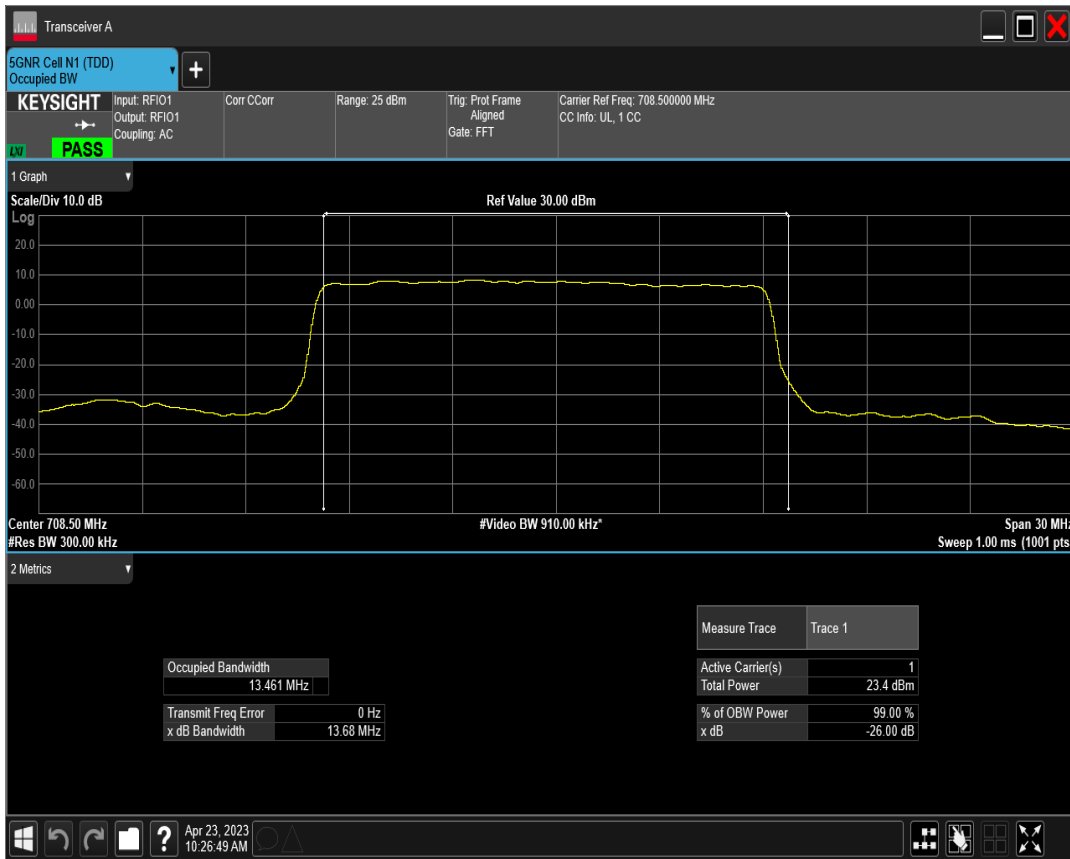 Transceiver A
5GNR Cell N1 (TDD)
Occupied BW
+
KEYSIGHT
LXI
PASS
Input: RFIO1
Output: RFIO1
Coupling: AC
Corr CCorr
Range: 25 dBm
Trig: Prot Frame
Aligned
Gate: FFT
Carrier Ref Freq: 708.500000 MHz
CC Info: UL, 1 CC
1 Graph
Scale/Div 10.0 dB
Ref Value 30.00 dBm
Log
20.0
10.0
0.00
-10.0
-20.0
-30.0
-40.0
-50.0
-60.0
Center 708.50 MHz
#Video BW 910.00 kHz*
Span 30 MHz
#Res BW 300.00 kHz
Sweep 1.00 ms (1001 pts
2 Metrics
Measure Trace Trace 1
Occupied Bandwidth
13.461 MHz
Active Carrier(s) 1
Total Power 23.4 dBm
Transmit Freq Error 0 Hz
x dB Bandwidth 13.68 MHz
% of OBW Power 99.00 %
x dB -26.00 dB
?
Apr 23, 2023
10:26:49 AM